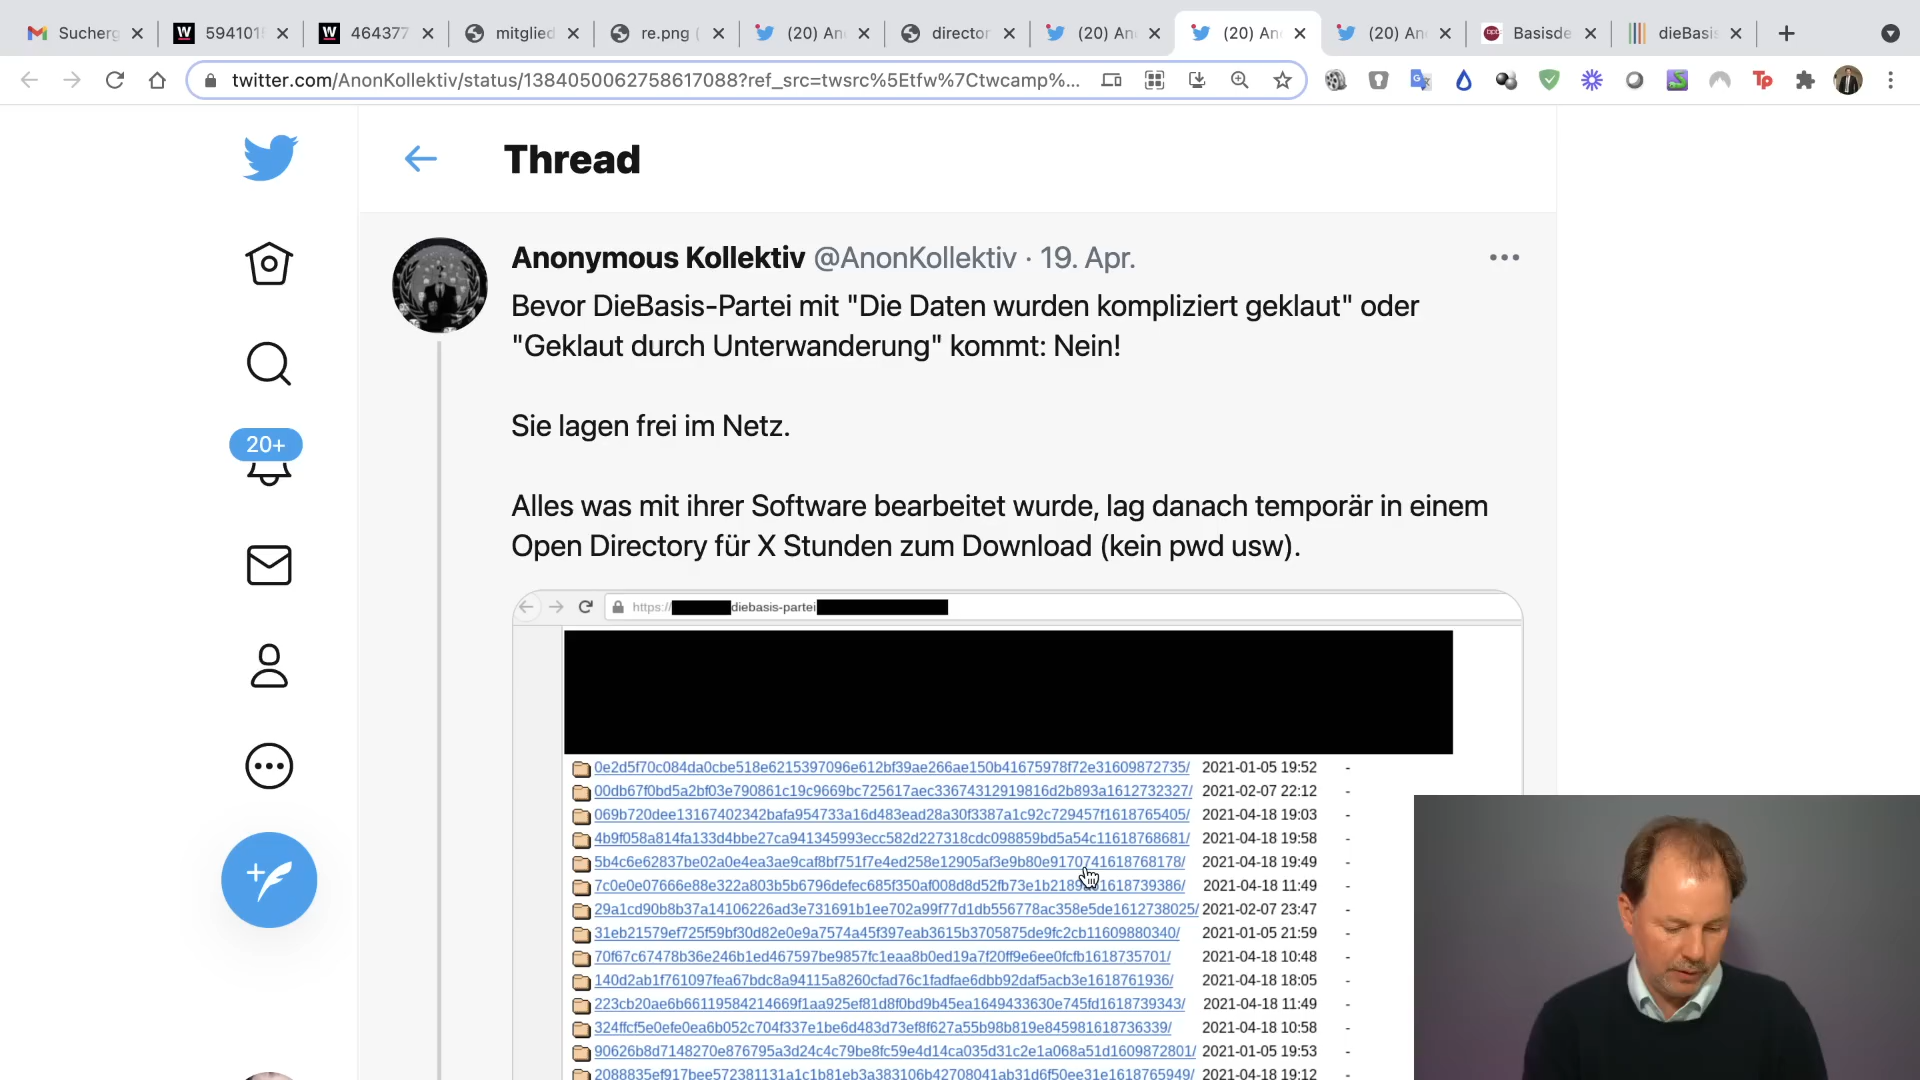 Sucherg
594101
464377
mitglied
re.png (
(20) An
director
(20) An
(20) An
(20) An
Basisde
dieBasis
twitter.com/AnonKollektiv/status/1384050062758617088?ref_src=twsrc%5Etfw%7Ctwcamp%...
Thread
Anonymous Kollektiv @AnonKollektiv · 19. Apr.
Bevor DieBasis-Partei mit "Die Daten wurden kompliziert geklaut" oder
"Geklaut durch Unterwanderung" kommt: Nein!
20+
Sie lagen frei im Netz.
Alles was mit ihrer Software bearbeitet wurde, lag danach temporär in einem
Open Directory für X Stunden zum Download (kein pwd usw).
https:// diebasis-partei
0e2d5f70c084da0cbe518e6215397096e612bf39ae266ae150b41675978f72e31609872735/ 2021-01-05 19:52 -
00db67f0bd5a2bf03e790861c19c9669bc725617aec33674312919816d2b893a1612732327/ 2021-02-07 22:12 -
069b720dee13167402342bafa954733a16d483ead28a30f3387a1c92c729457f1618765405/ 2021-04-18 19:03 -
4b9f058a814fa133d4bbe27ca941345993ecc582d227318cdc098859bd5a54c11618768681/ 2021-04-18 19:58 -
5b4c6e62837be02a0e4ea3ae9caf8bf751f7e4ed258e12905af3e9b80e9170741618768178/ 2021-04-18 19:49 -
2021-04-18 11:49 -
29a1cd90b8b37a14106226ad3e731691b1ee702a99f77d1db556778ac358e5de1612738025/ 2021-02-07 23:47 -
31eb21579ef725f59bf30d82e0e9a7574a45f397eab3615b3705875de9fc2cb11609880340/ 2021-01-05 21:59 -
70f67c67478b36e246b1ed467597be9857fc1eaa8b0ed19a7f20ff9e6ee0fcfb1618735701/ 2021-04-18 10:48 -
140d2ab1f761097fea67bdc8a94115a8260cfad76c1fadfae6dbb92daf5acb3e1618761936/ 2021-04-18 18:05 -
223cb20ae6b66119584214669f1aa925ef81d8f0bd9b45ea1649433630e745fd1618739343/ 2021-04-18 11:49 -
324ffcf5e0efe0ea6b052c704f337e1be6d483d73ef8f627a55b98b819e845981618736339/ 2021-04-18 10:58 -
90626b8d7148270e876795a3d24c4c79be8fc59e4d14ca035d31c2e1a068a51d1609872801/ 2021-01-05 19:53 -
2088835ef917bee572381131a1c1b81eb3a383106b42708041ab31d6f50ee31e1618765949/ 2021-04-18 19:12 -